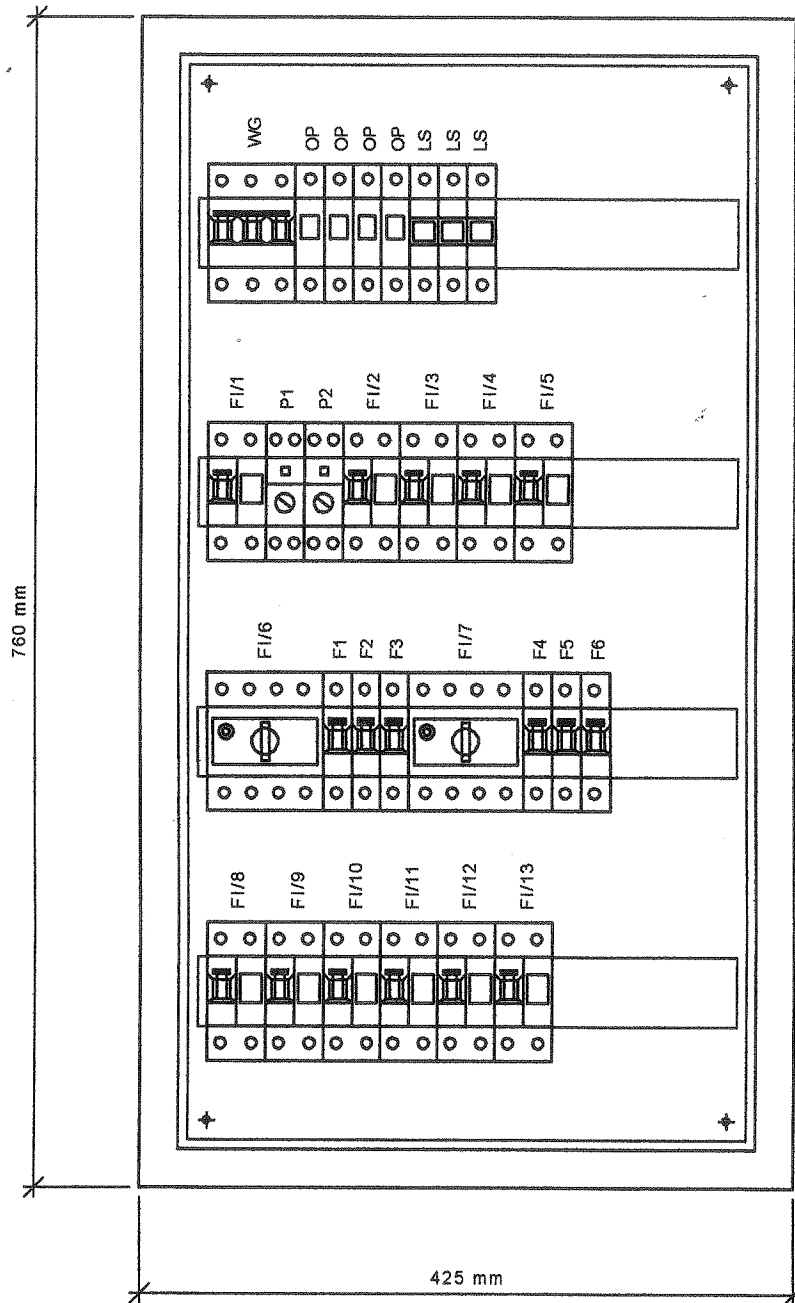 WG OP OP OP OP LS LS LS
FI/1 P1 P2 FI/2 FI/3 FI/4 FI/5
760 mm
FI/6 F1 F2 F3 FI/7 F4 F5 F6
FI/8 FI/9 FI/10 FI/11 FI/12 FI/13
425 mm